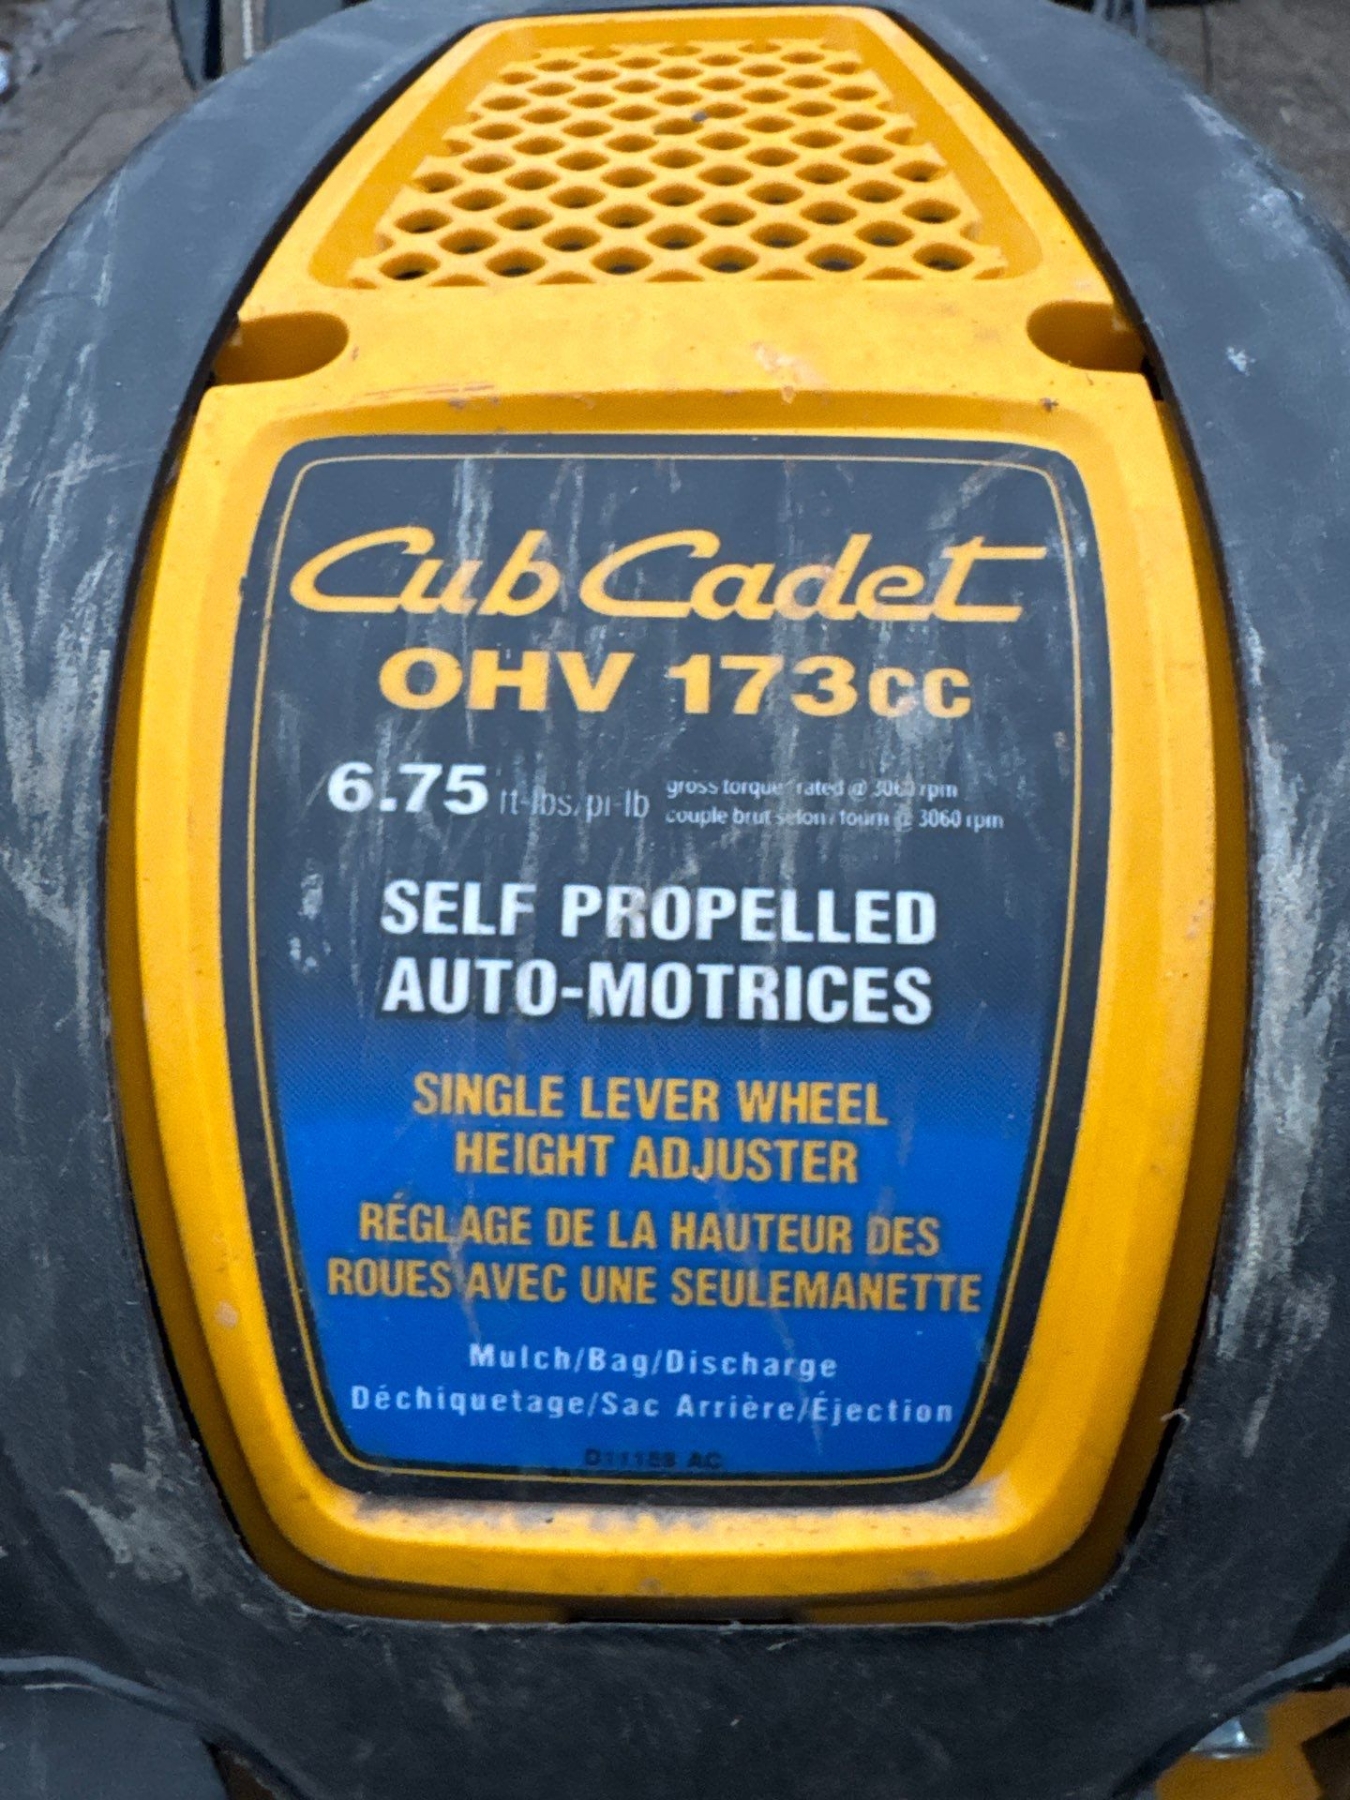 Cub Cadet
OHV 173cc
6.75 ft-lbs/pi-lb
gross torque rated @ 3060 rpm
couple brut selon / fourn @ 3060 rpm
SELF PROPELLED
AUTO-MOTRICES
SINGLE LEVER WHEEL
HEIGHT ADJUSTER
RÉGLAGE DE LA HAUTEUR DES
ROUES AVEC UNE SEULEMANETTE
Mulch/Bag/Discharge
Déchiquetage/Sac Arrière/Éjection